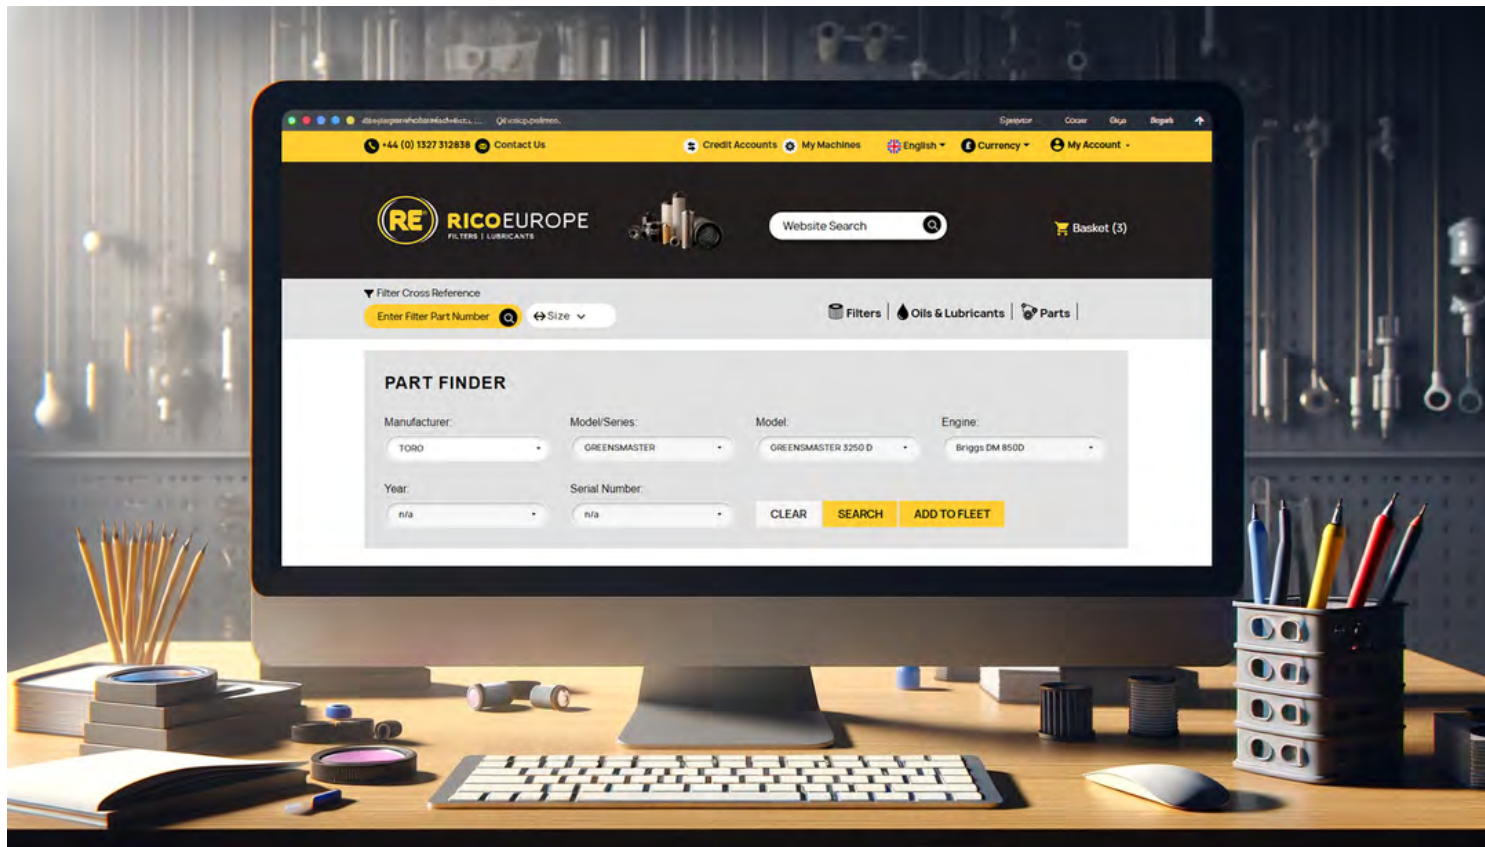 +44 (0) 1327 312838 Contact Us Credit Accounts My Machines English Currency My Account
RE RICOEUROPE
FILTERS | LUBRICANTS
Website Search
Basket (3)
Filter Cross Reference
Enter Filter Part Number Size
Filters Oils & Lubricants Parts
PART FINDER
Manufacturer: Model/Series: Model: Engine:
TORO GREENSMASTER GREENSMASTER 3250 D Briggs DM 850D
Year: Serial Number:
n/a n/a CLEAR SEARCH ADD TO FLEET